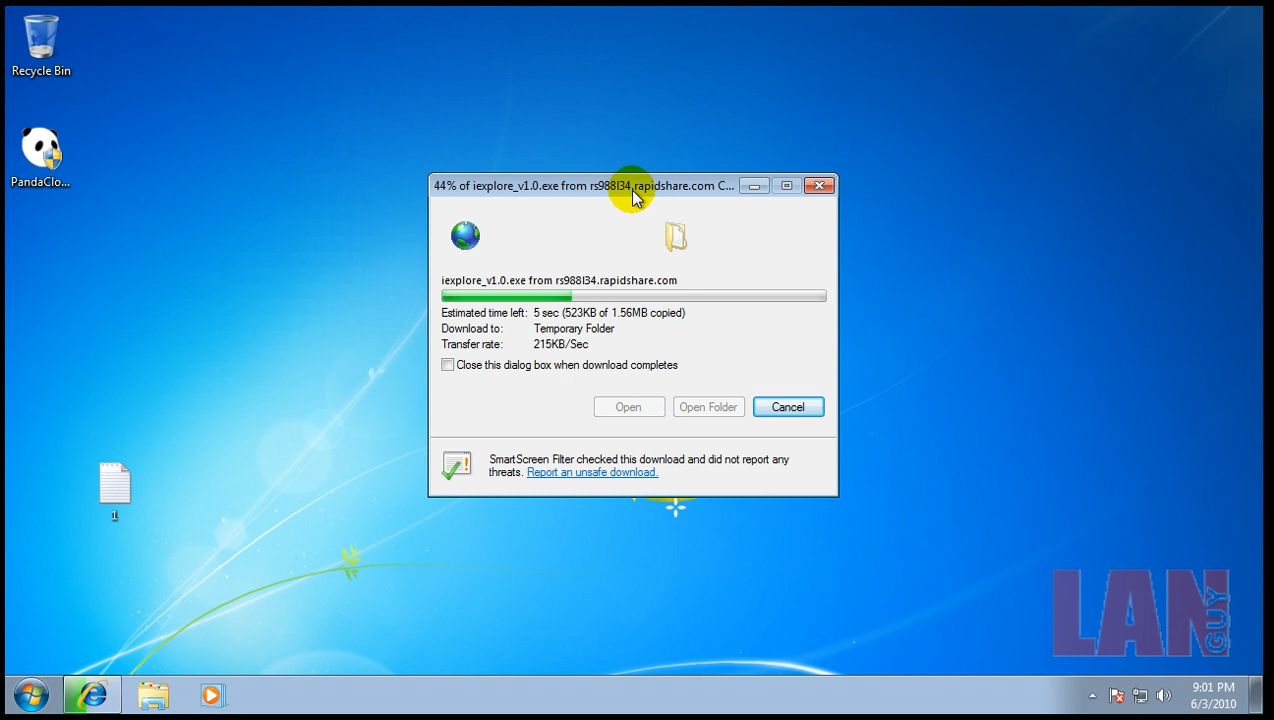 Recycle Bin
PandaClo...
44% of iexplore_v1.0.exe from rs988l34.rapidshare.com C...
iexplore_v1.0.exe from rs988l34.rapidshare.com
Estimated time left: 5 sec (523KB of 1.56MB copied)
Download to: Temporary Folder
Transfer rate: 215KB/Sec
Close this dialog box when download completes
Open
Open Folder
Cancel
SmartScreen Filter checked this download and did not report any
threats. Report an unsafe download.
1
LAN
GUY
9:01 PM
6/3/2010